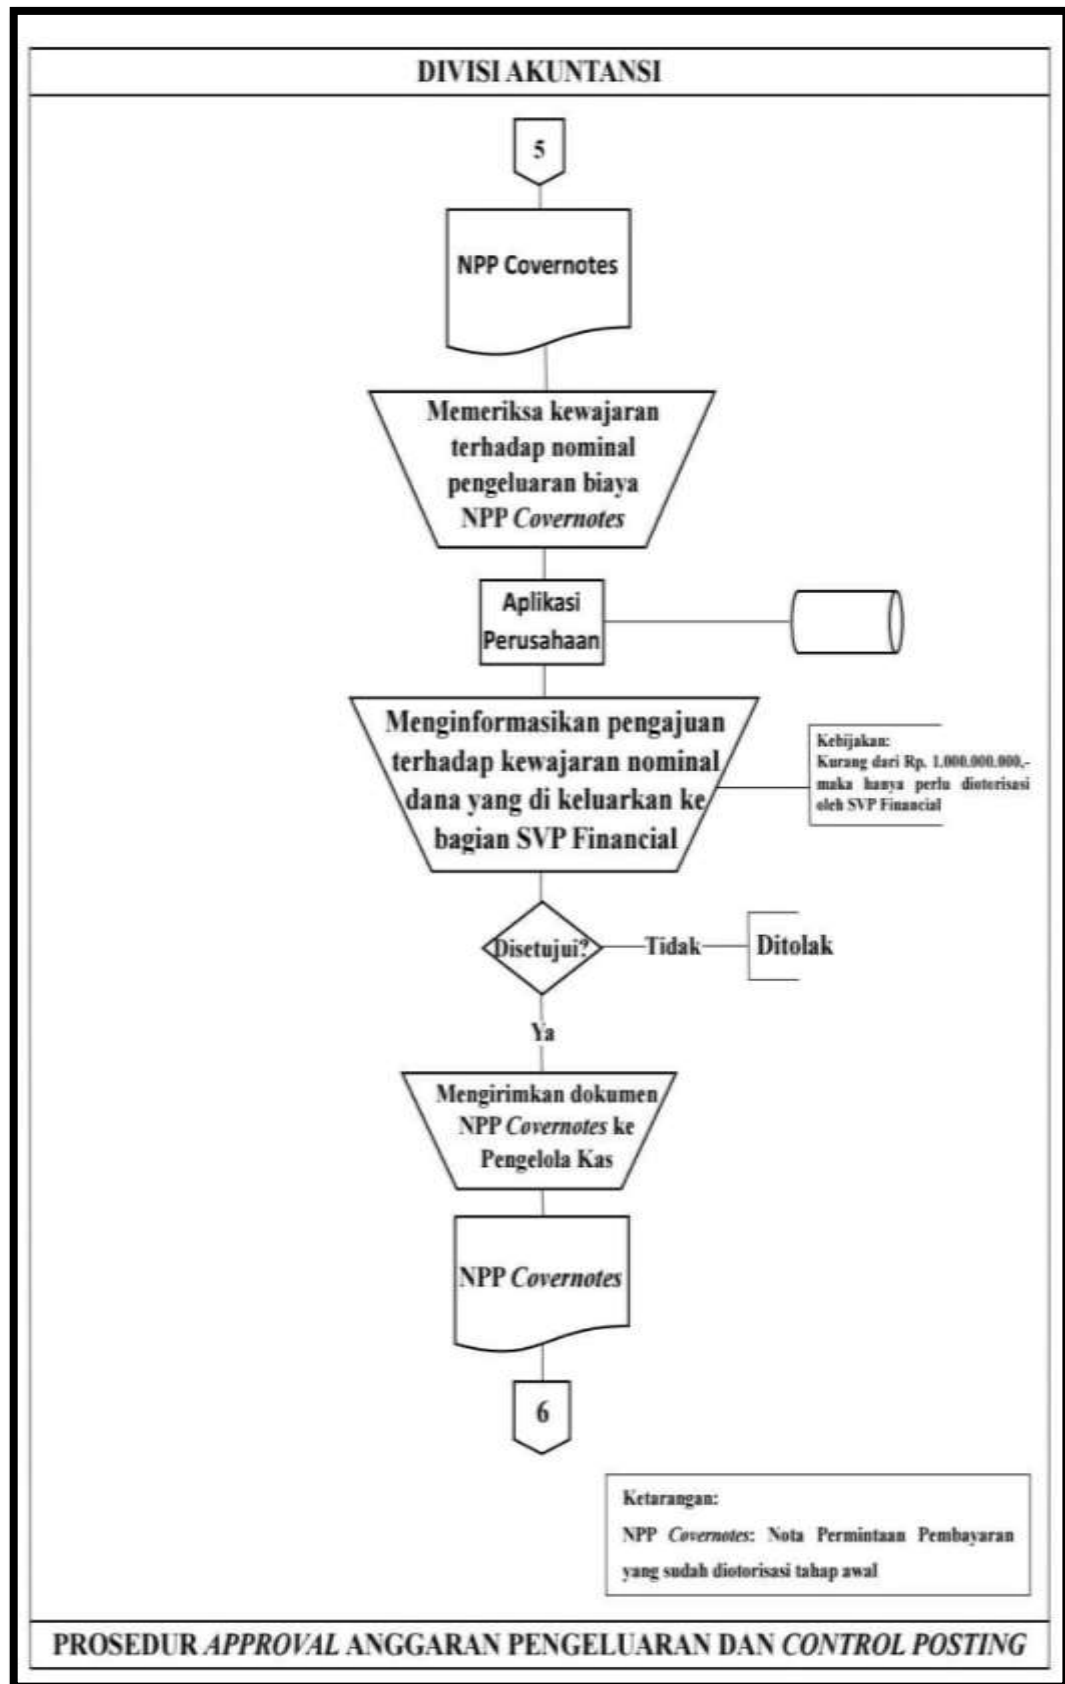 DIVISI AKUNTANSI
5
NPP Covernotes
Memeriksa kewajaran
terhadap nominal
pengeluaran biaya
NPP Covernotes
Aplikasi
Perusahaan
Menginformasikan pengajuan
terhadap kewajaran nominal
dana yang di keluarkan ke
bagian SVP Financial
Kebijakan:
Kurang dari Rp. 1.000.000.000,-
maka hanya perlu diotorisasi
oleh SVP Financial
Disetujui?
Tidak
Ditolak
Ya
Mengirimkan dokumen
NPP Covernotes ke
Pengelola Kas
NPP Covernotes
6
Ketarangan:
NPP Covernotes: Nota Permintaan Pembayaran
yang sudah diotorisasi tahap awal
PROSEDUR APPROVAL ANGGARAN PENGELUARAN DAN CONTROL POSTING